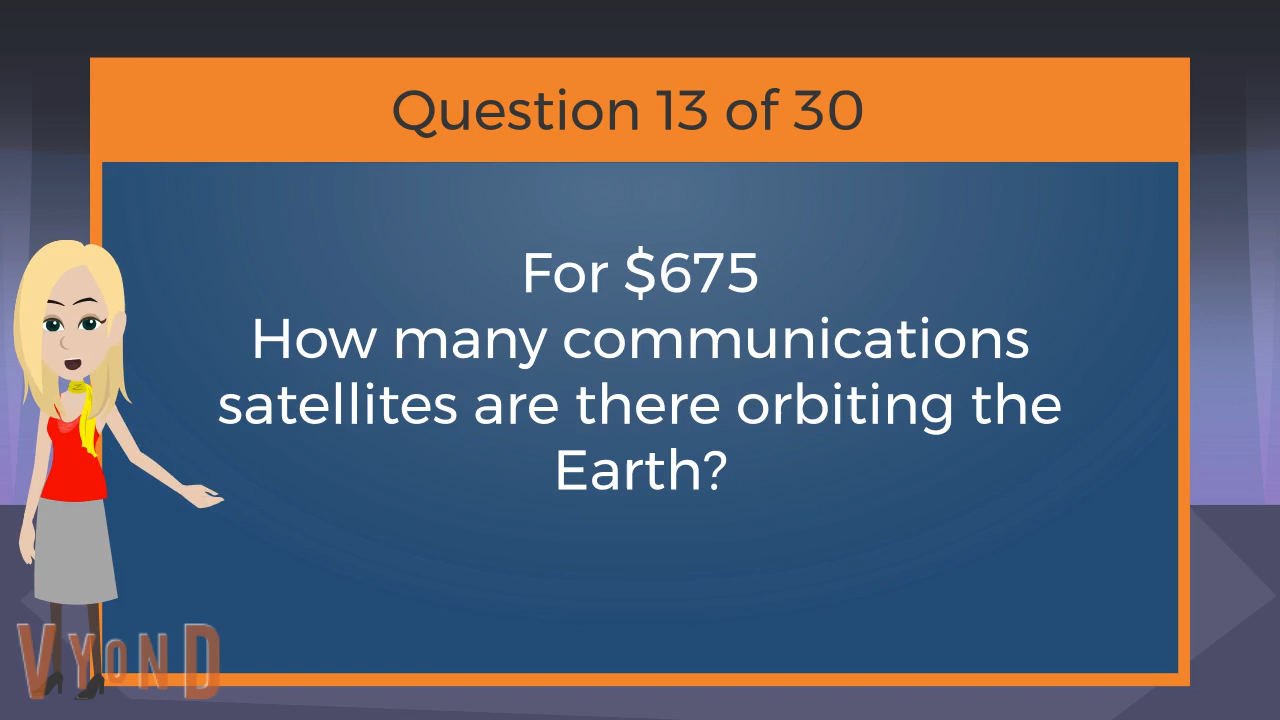 Question 13 of 30
For $675
How many communications
satellites are there orbiting the
Earth?
VYOND